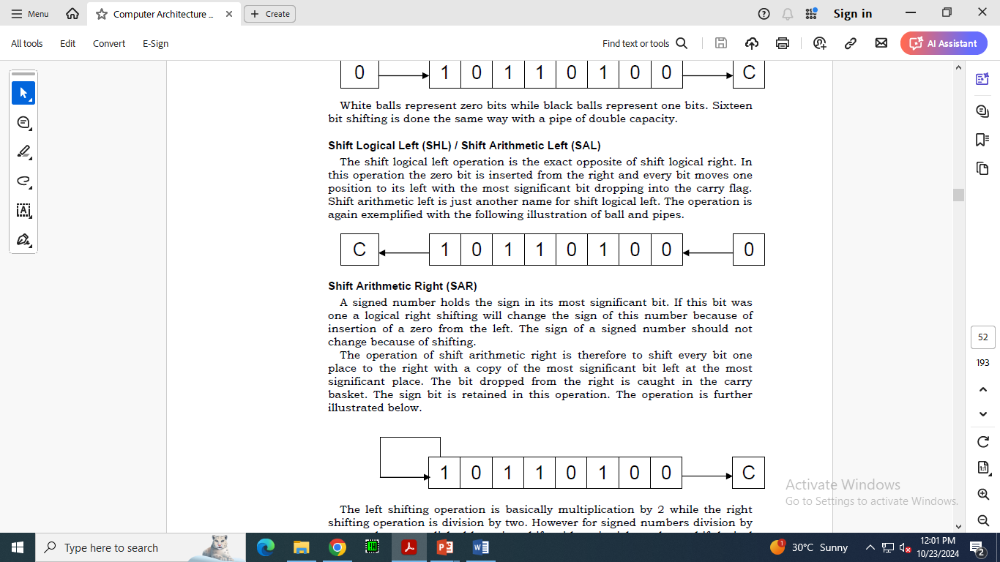 Menu
Computer Architecture ...
Create
Sign in
All tools
Edit
Convert
E-Sign
Find text or tools
AI Assistant
0 1 0 1 1 0 1 0 0 C
White balls represent zero bits while black balls represent one bits. Sixteen
bit shifting is done the same way with a pipe of double capacity.
Shift Logical Left (SHL) / Shift Arithmetic Left (SAL)
The shift logical left operation is the exact opposite of shift logical right. In
this operation the zero bit is inserted from the right and every bit moves one
position to its left with the most significant bit dropping into the carry flag.
Shift arithmetic left is just another name for shift logical left. The operation is
again exemplified with the following illustration of ball and pipes.
C 1 0 1 1 0 1 0 0 0
Shift Arithmetic Right (SAR)
A signed number holds the sign in its most significant bit. If this bit was
one a logical right shifting will change the sign of this number because of
insertion of a zero from the left. The sign of a signed number should not
change because of shifting.
The operation of shift arithmetic right is therefore to shift every bit one
place to the right with a copy of the most significant bit left at the most
significant place. The bit dropped from the right is caught in the carry
basket. The sign bit is retained in this operation. The operation is further
illustrated below.
1 0 1 1 0 1 0 0 C
The left shifting operation is basically multiplication by 2 while the right
shifting operation is division by two. However for signed numbers division by
52
193
1:1
Activate Windows
Go to Settings to activate Windows.
Type here to search
1
30°C Sunny
12:01 PM
10/23/2024
2